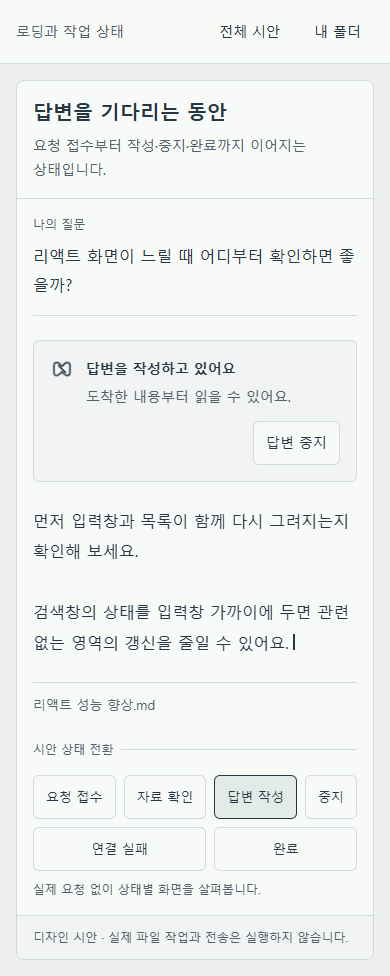 로딩과 작업 상태
전체 시안
내 폴더
답변을 기다리는 동안
요청 접수부터 작성·중지·완료까지 이어지는
상태입니다.
나의 질문
리액트 화면이 느릴 때 어디부터 확인하면 좋
을까?
답변을 작성하고 있어요
도착한 내용부터 읽을 수 있어요.
답변 중지
먼저 입력창과 목록이 함께 다시 그려지는지
확인해 보세요.
검색창의 상태를 입력창 가까이에 두면 관련
없는 영역의 갱신을 줄일 수 있어요.
리액트 성능 향상.md
시안 상태 전환
요청 접수
자료 확인
답변 작성
중지
연결 실패
완료
실제 요청 없이 상태별 화면을 살펴봅니다.
디자인 시안 · 실제 파일 작업과 전송은 실행하지 않습니다.